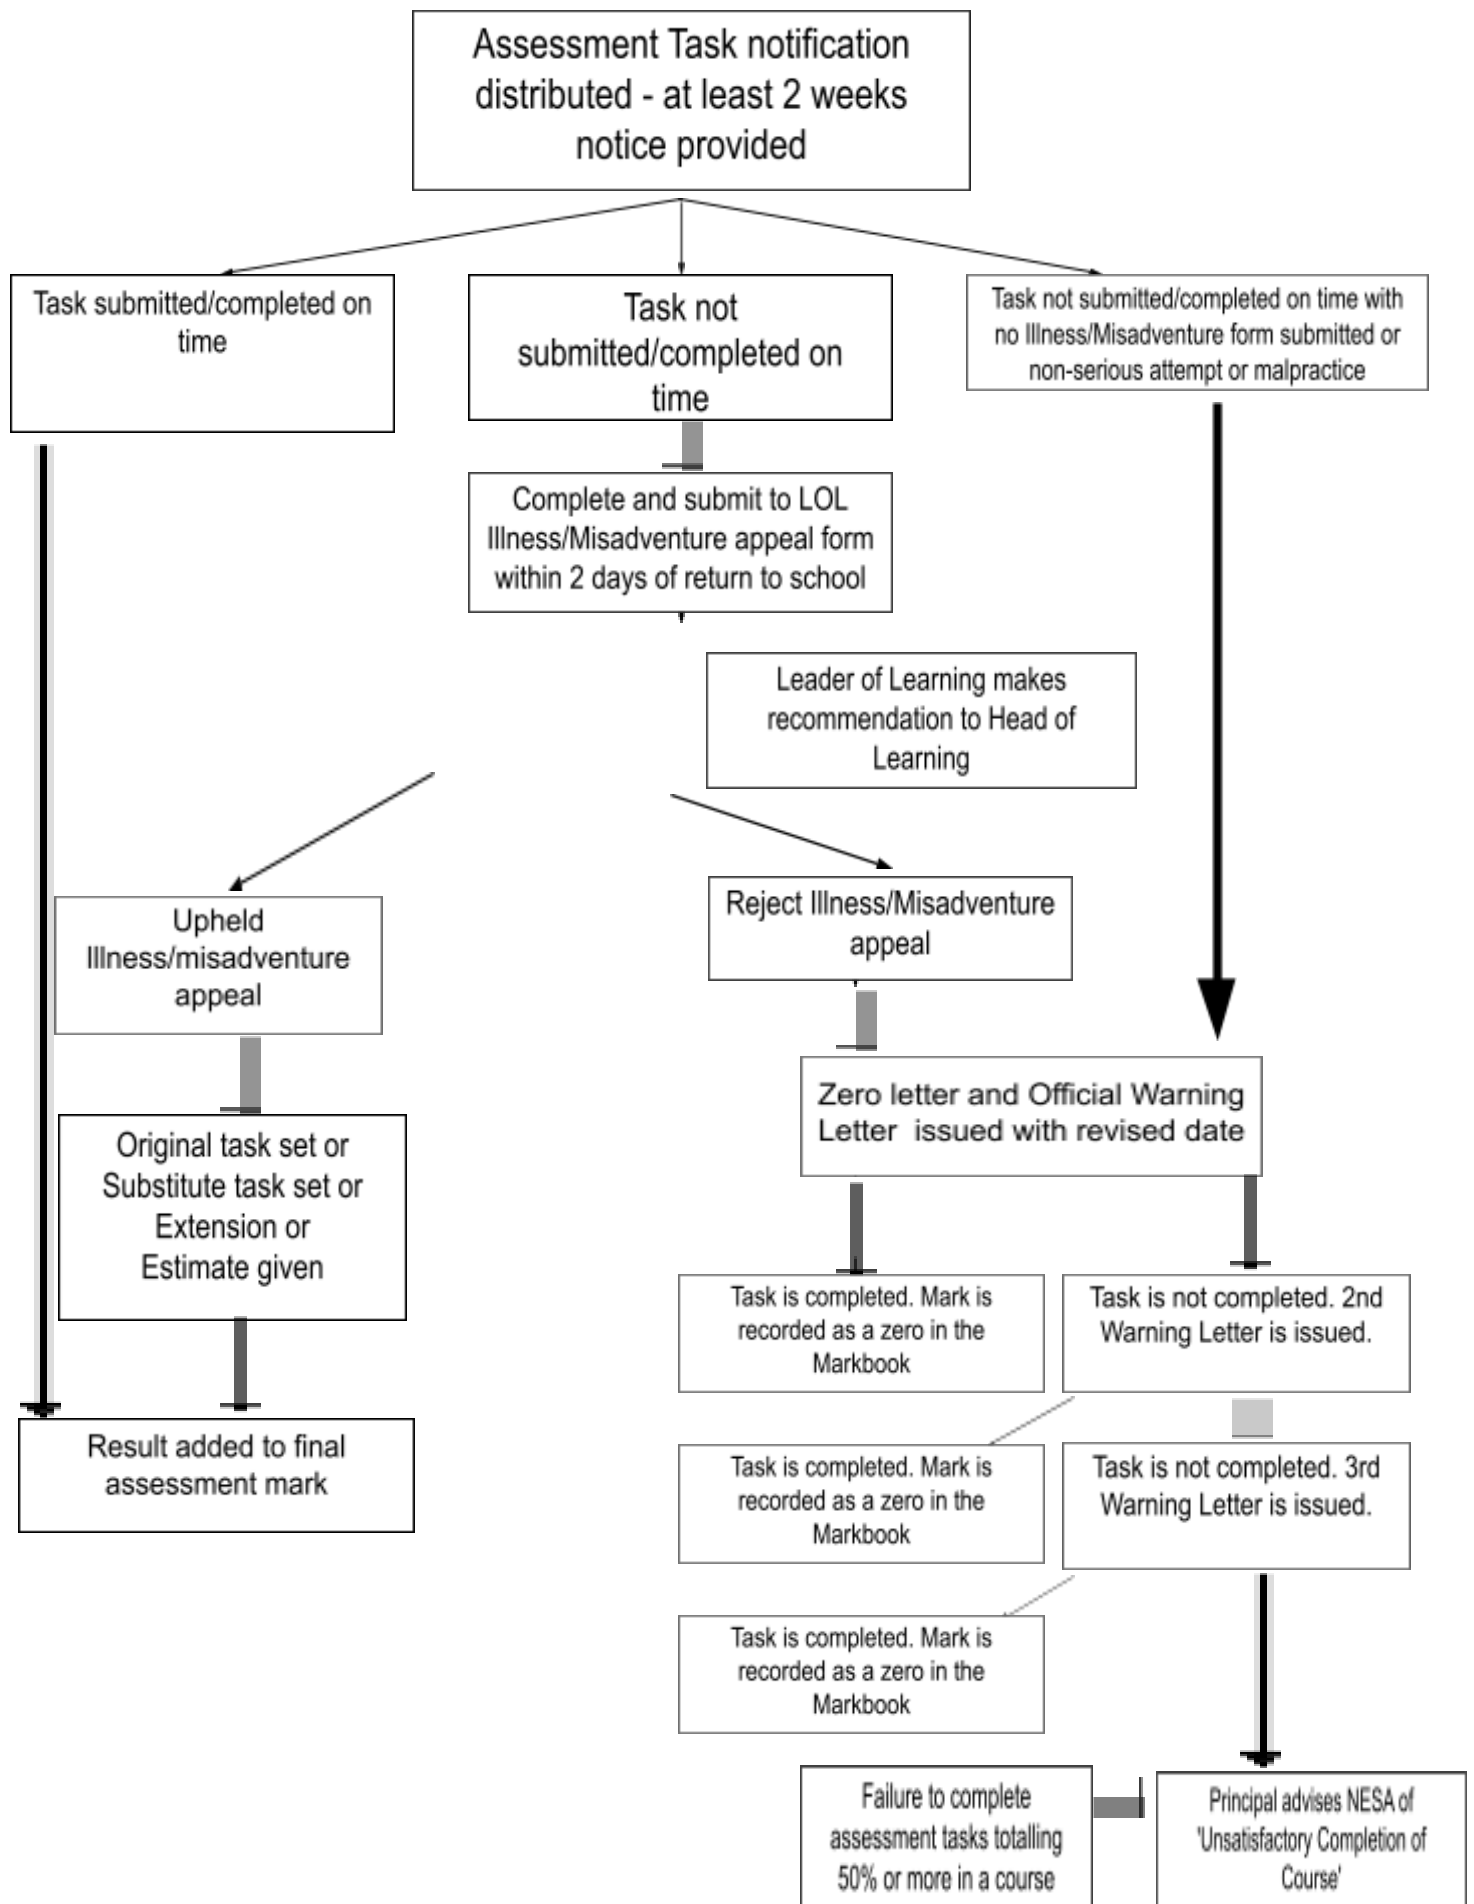 Assessment Task notification
distributed - at least 2 weeks
notice provided
Task submitted/completed on
time
Task not
submitted/completed on
time
Task not submitted/completed on time with
no Illness/Misadventure form submitted or
non-serious attempt or malpractice
Complete and submit to LOL
Illness/Misadventure appeal form
within 2 days of return to school
Leader of Learning makes
recommendation to Head of
Learning
Upheld
Illness/misadventure
appeal
Reject Illness/Misadventure
appeal
Zero letter and Official Warning
Letter issued with revised date
Original task set or
Substitute task set or
Extension or
Estimate given
Task is completed. Mark is
recorded as a zero in the
Markbook
Task is not completed. 2nd
Warning Letter is issued.
Result added to final
assessment mark
Task is completed. Mark is
recorded as a zero in the
Markbook
Task is not completed. 3rd
Warning Letter is issued.
Task is completed. Mark is
recorded as a zero in the
Markbook
Failure to complete
assessment tasks totalling
50% or more in a course
Principal advises NESA of
'Unsatisfactory Completion of
Course'